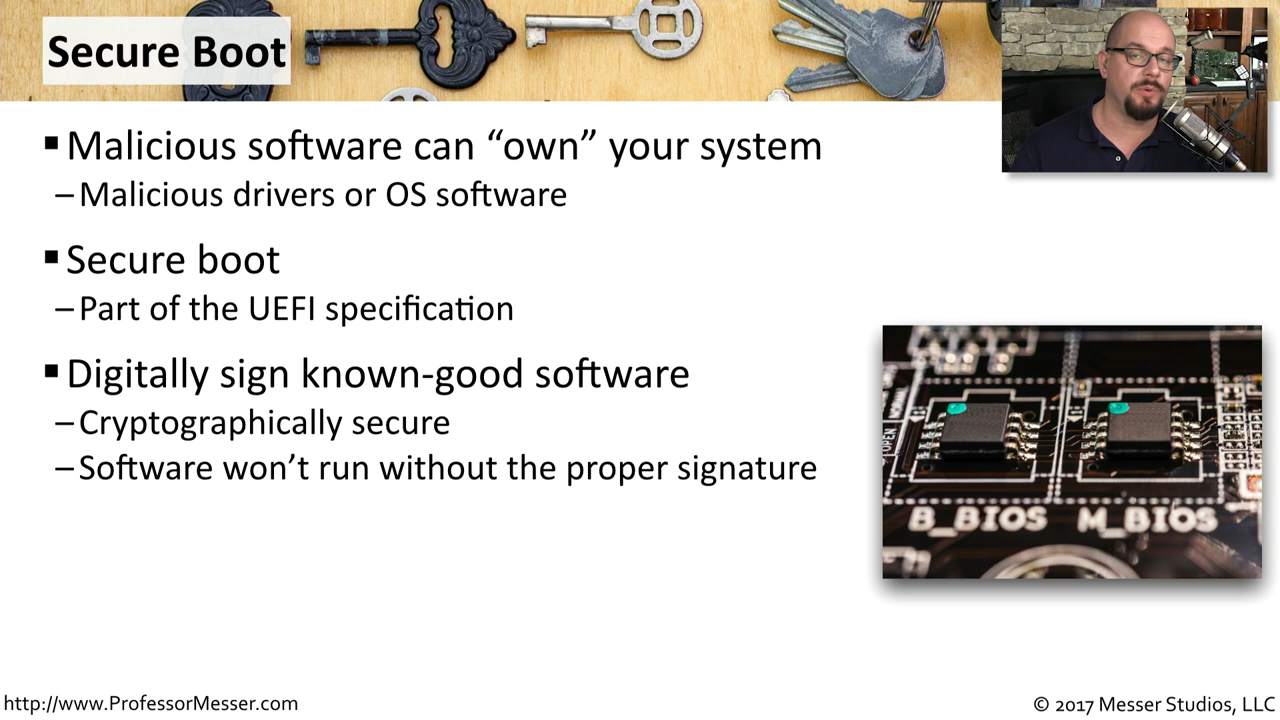 Secure Boot
▪ Malicious software can “own” your system
– Malicious drivers or OS software
▪ Secure boot
– Part of the UEFI specification
▪ Digitally sign known-good software
– Cryptographically secure
– Software won’t run without the proper signature
OPEN
NORMAL
B_BIOS M_BIOS
http://www.ProfessorMesser.com
© 2017 Messer Studios, LLC